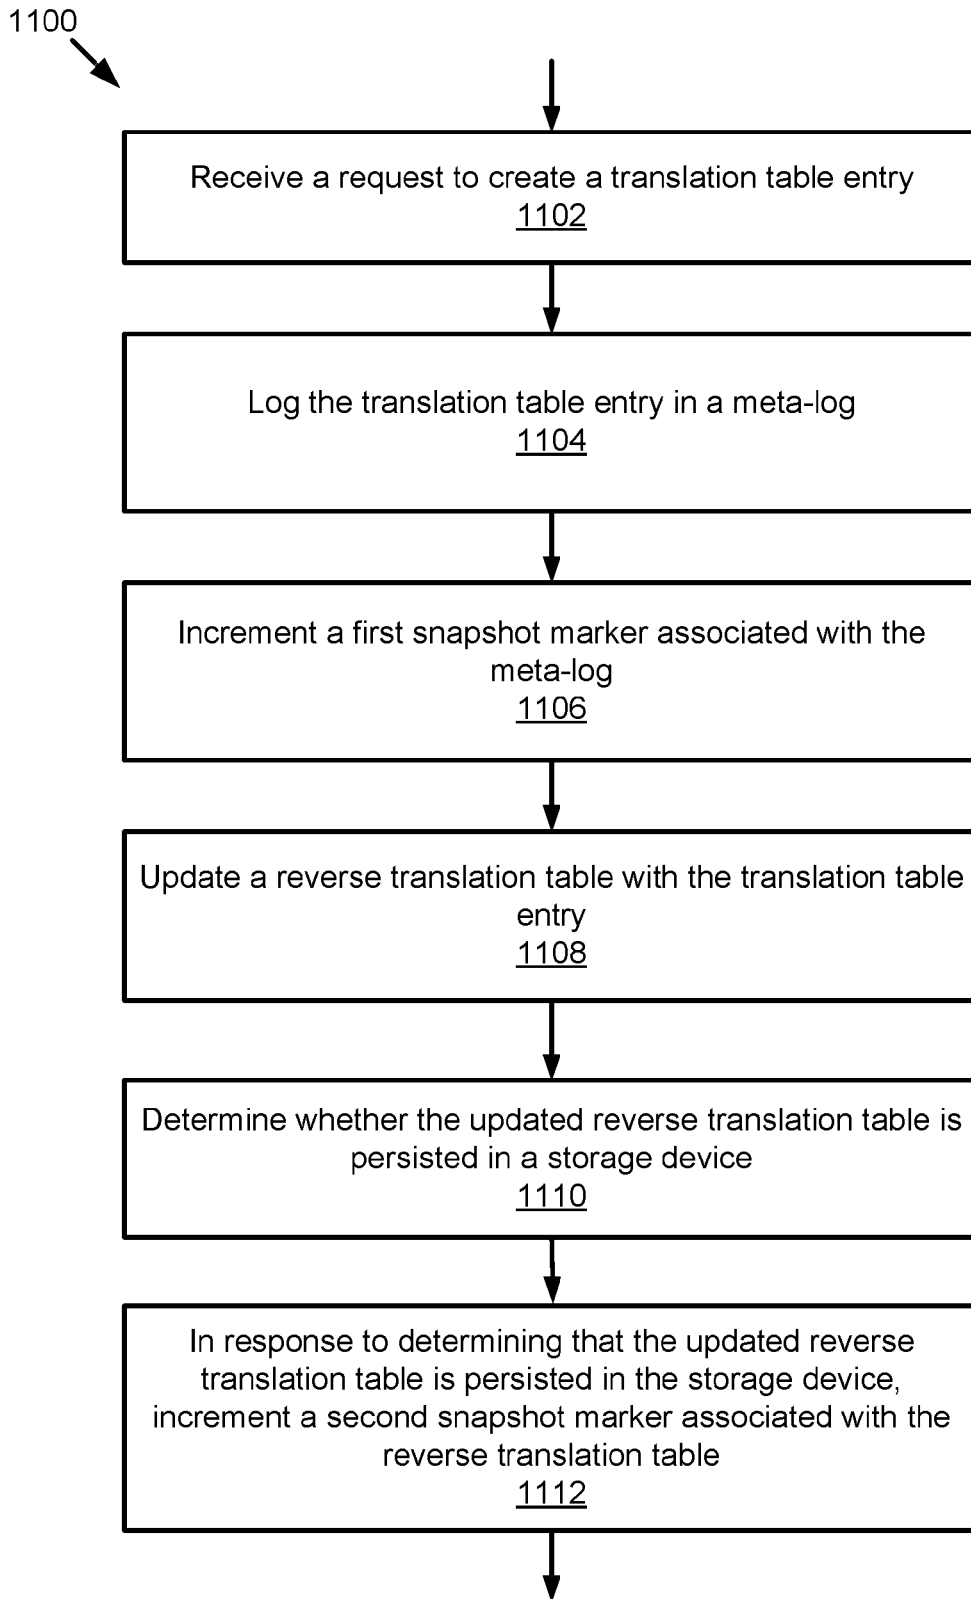 1100
Receive a request to create a translation table entry
1102
Log the translation table entry in a meta-log
1104
Increment a first snapshot marker associated with the
meta-log
1106
Update a reverse translation table with the translation table
entry
1108
Determine whether the updated reverse translation table is
persisted in a storage device
1110
In response to determining that the updated reverse
translation table is persisted in the storage device,
increment a second snapshot marker associated with the
reverse translation table
1112